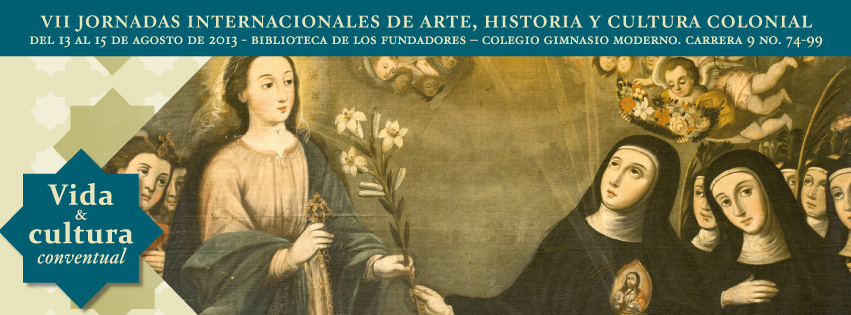 VII JORNADAS INTERNACIONALES DE ARTE, HISTORIA Y CULTURA COLONIAL
DEL 13 AL 15 DE AGOSTO DE 2013 - BIBLIOTECA DE LOS FUNDADORES – COLEGIO GIMNASIO MODERNO. CARRERA 9 NO. 74-99
Vida
&
cultura
conventual